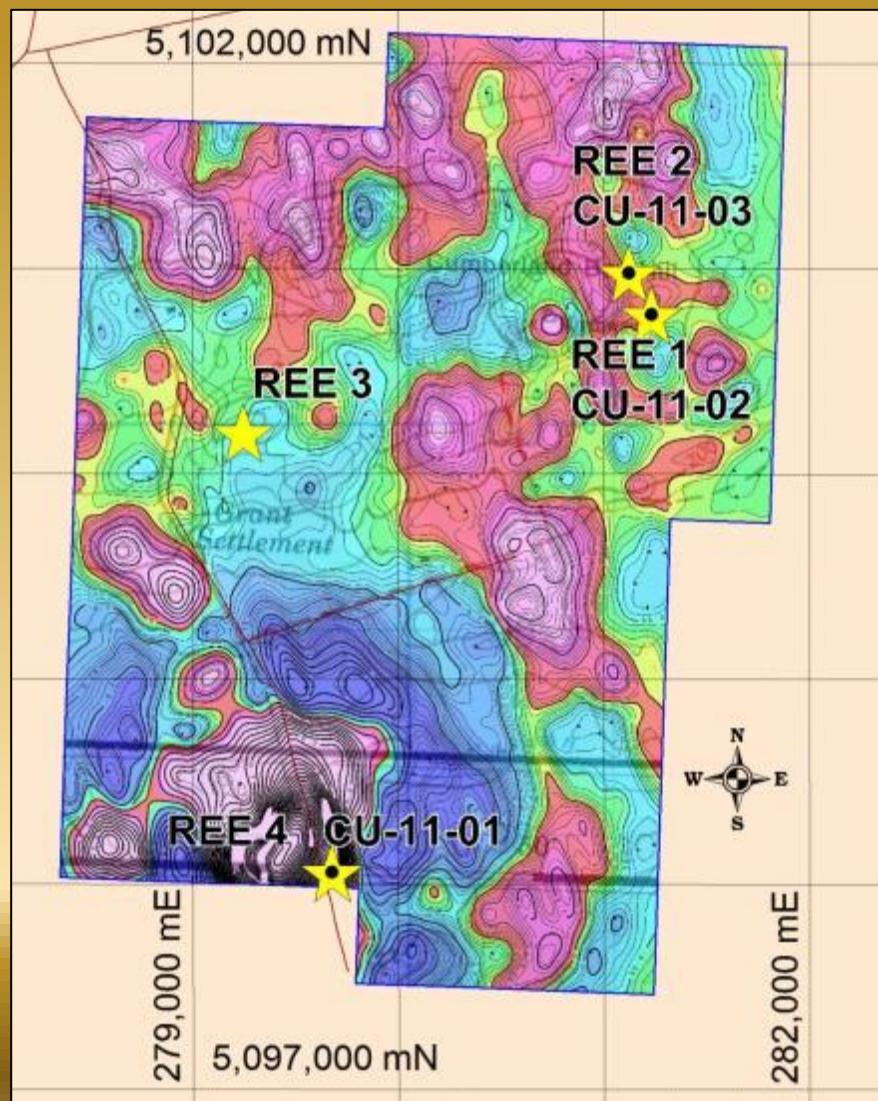 5,102,000 mN
REE 2
CU-11-03
REE 1
CU-11-02
REE 3
Grant
Settlement
N
W E
S
REE 4 CU-11-01
279,000 mE
282,000 mE
5,097,000 mN